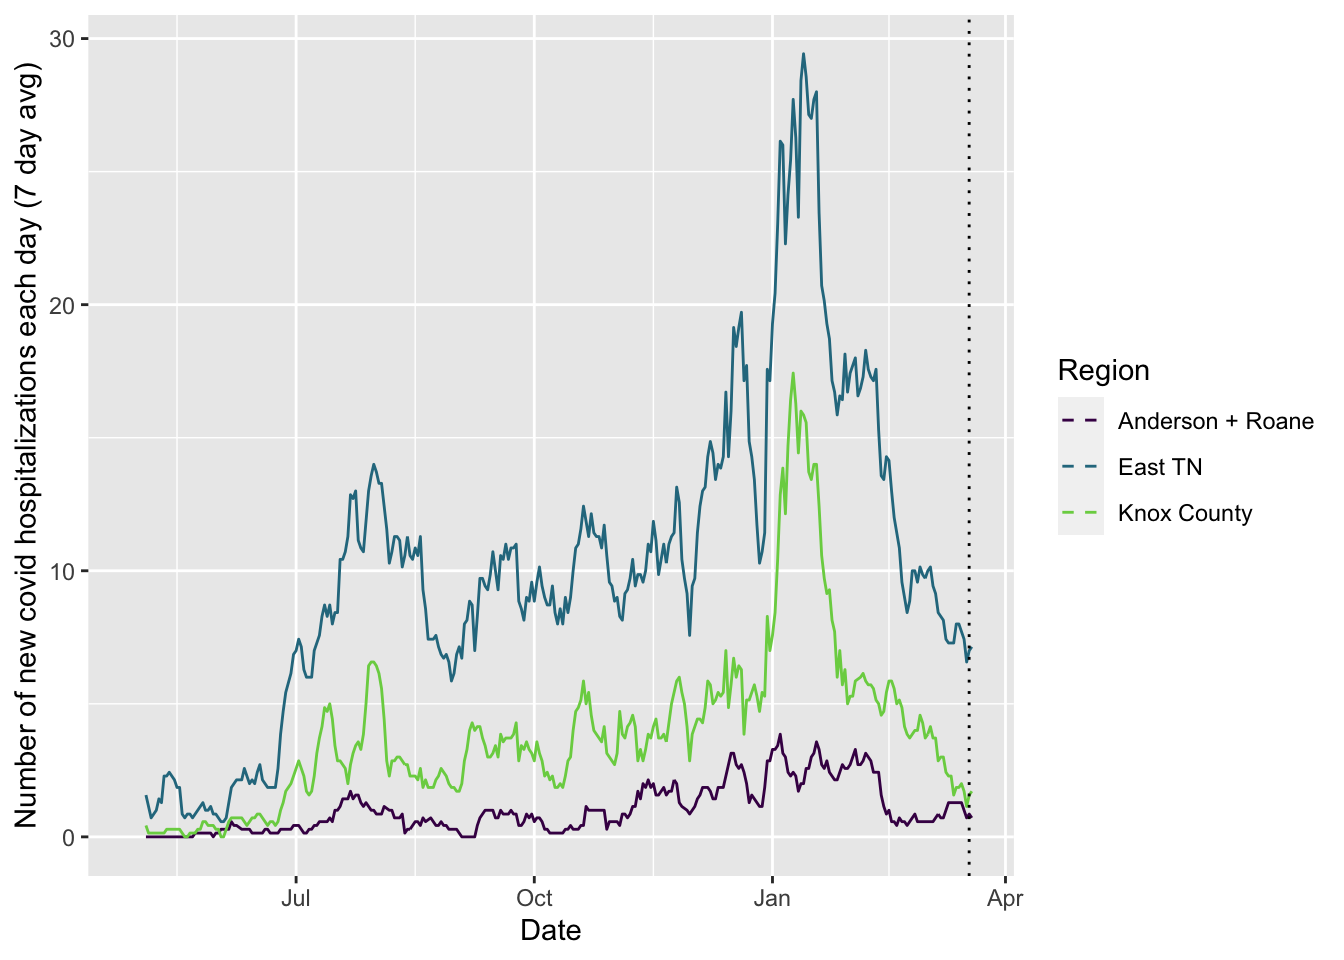 Number of new covid hospitalizations each day (7 day avg)
30
20
10
0
Jul
Oct
Jan
Apr
Date
Region
Anderson + Roane
East TN
Knox County